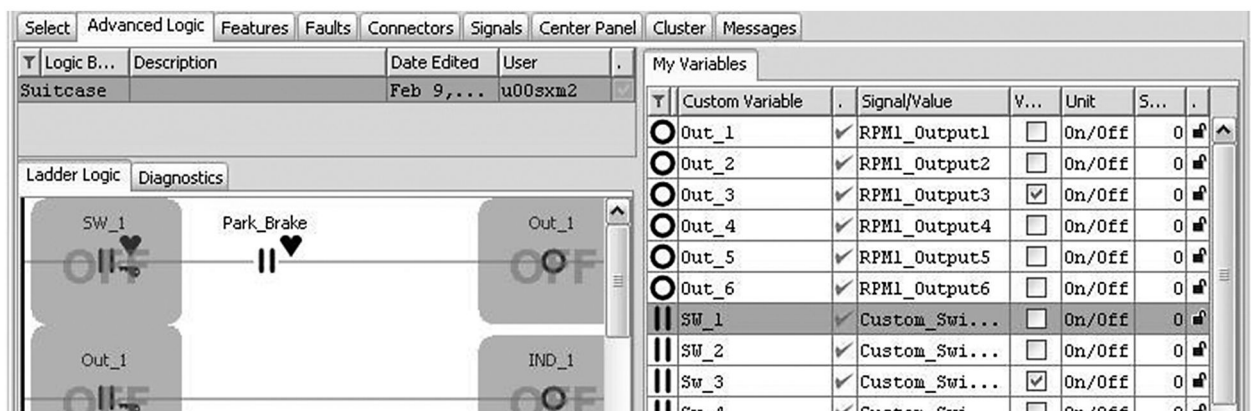 Select Advanced Logic Features Faults Connectors Signals Center Panel Cluster Messages
Logic B... Description Date Edited User .
Suitcase Feb 9,... u00sxm2
Ladder Logic Diagnostics
SW_1 Park_Brake Out_1
OFF OFF
Out_1 IND_1
OFF OFF
My Variables
Custom Variable . Signal/Value V... Unit S... .
Out_1 RPM1_Output1 On/Off 0
Out_2 RPM1_Output2 On/Off 0
Out_3 RPM1_Output3 On/Off 0
Out_4 RPM1_Output4 On/Off 0
Out_5 RPM1_Output5 On/Off 0
Out_6 RPM1_Output6 On/Off 0
SW_1 Custom_Swi... On/Off 0
SW_2 Custom_Swi... On/Off 0
Sw_3 Custom_Swi... On/Off 0